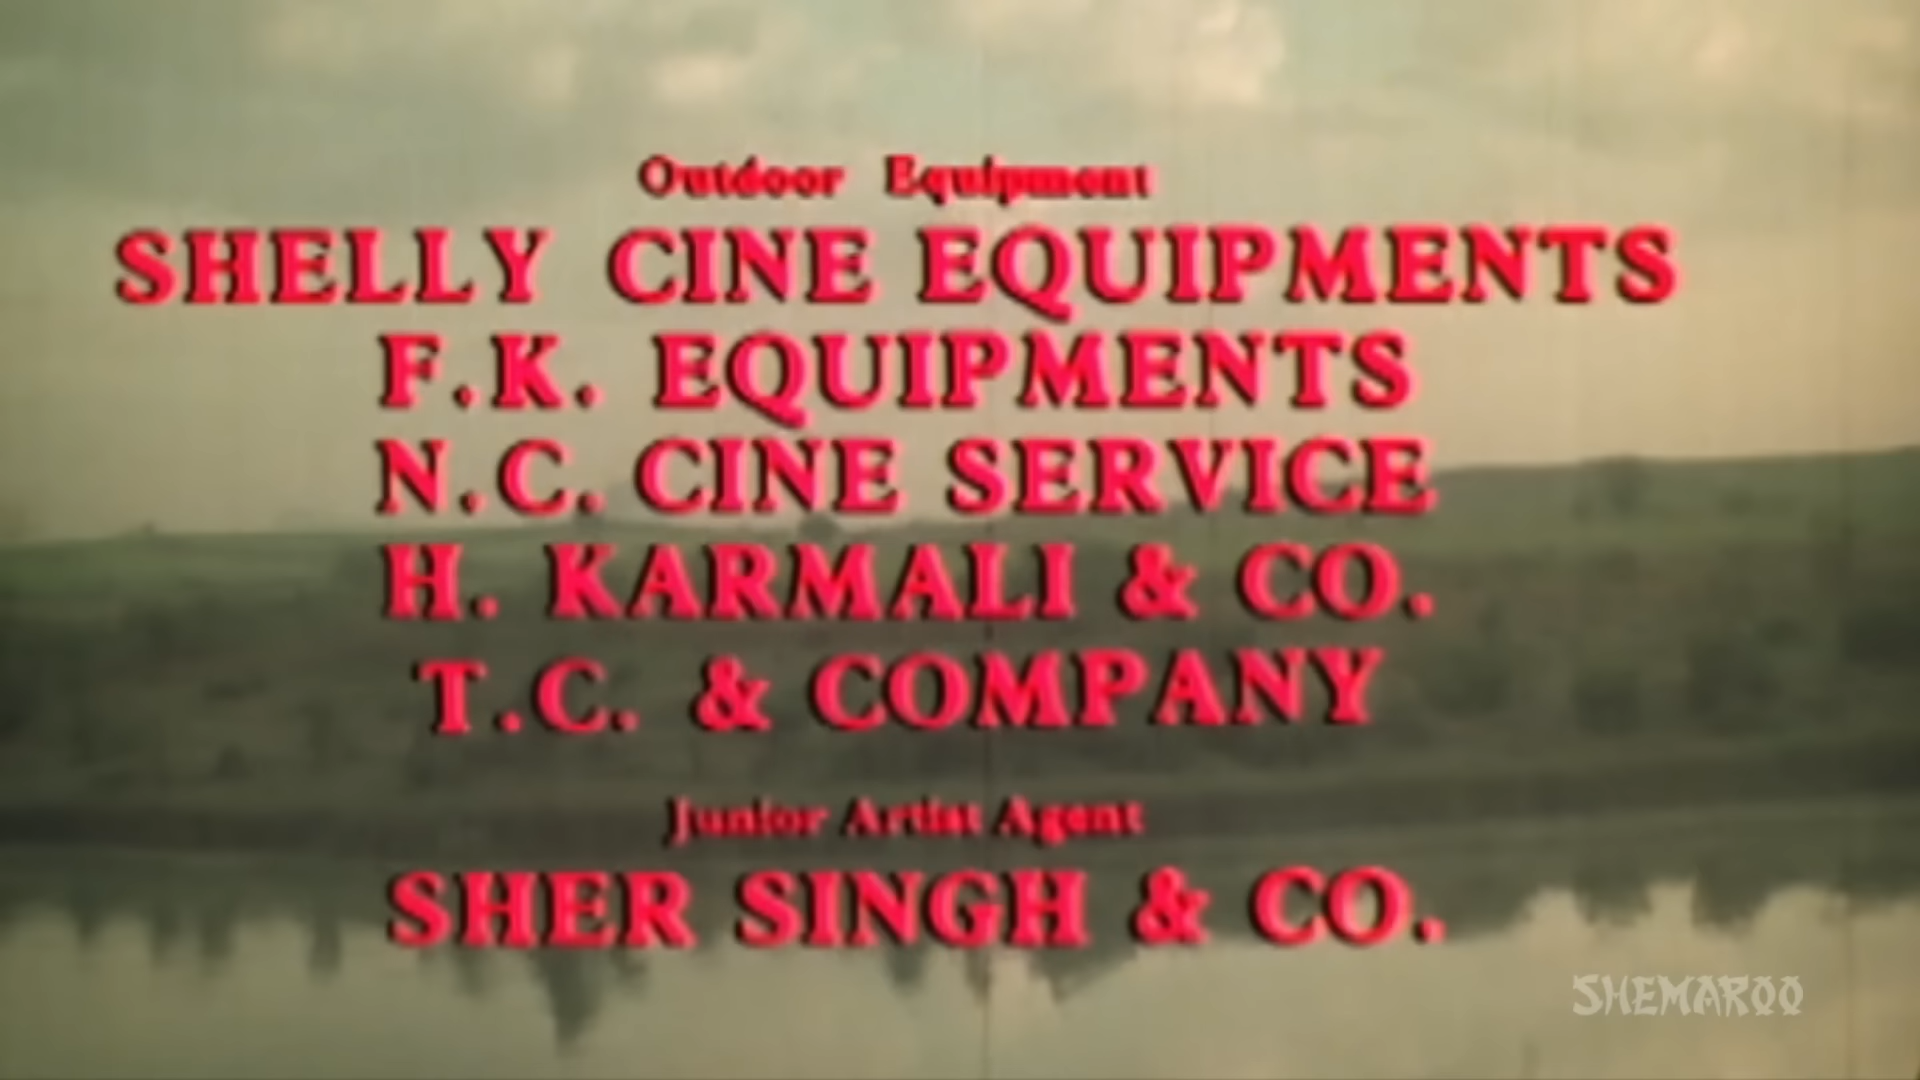 Outdoor Equipment
SHELLY CINE EQUIPMENTS
F.K. EQUIPMENTS
N.C. CINE SERVICE
H. KARMALI & CO.
T.C. & COMPANY
Junior Artist Agent
SHER SINGH & CO.
SHEMAROO